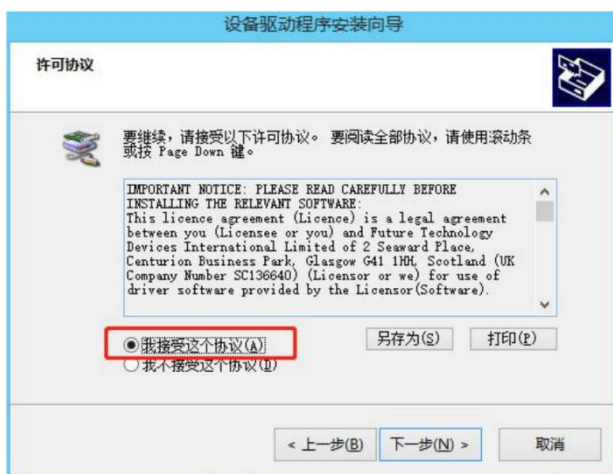 设备驱动程序安装向导
许可协议
要继续，请接受以下许可协议。 要阅读全部协议，请使用滚动条
或按 Page Down 键。
IMPORTANT NOTICE: PLEASE READ CAREFULLY BEFORE
INSTALLING THE RELEVANT SOFTWARE:
This licence agreement (Licence) is a legal agreement
between you (Licensee or you) and Future Technology
Devices International Limited of 2 Seaward Place,
Centurion Business Park, Glasgow G41 1HH, Scotland (UK
Company Number SC136640) (Licensor or we) for use of
driver software provided by the Licensor(Software).
我接受这个协议(A) 另存为(S) 打印(P)
我不接受这个协议(D)
< 上一步(B) 下一步(N) > 取消